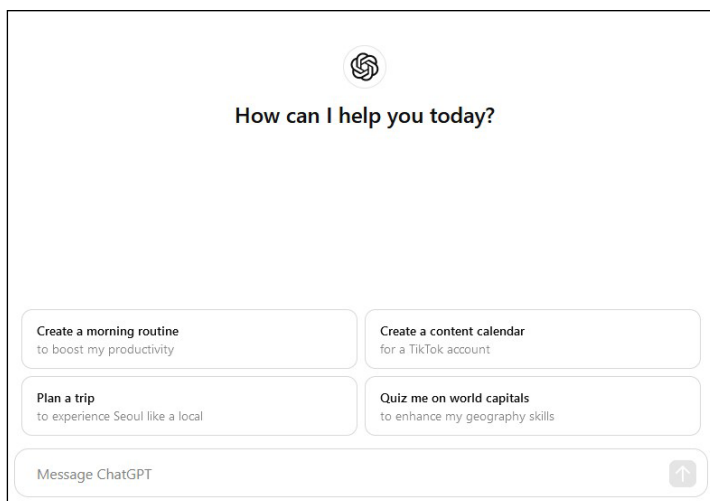 How can I help you today?
Create a morning routine
to boost my productivity
Create a content calendar
for a TikTok account
Plan a trip
to experience Seoul like a local
Quiz me on world capitals
to enhance my geography skills
Message ChatGPT